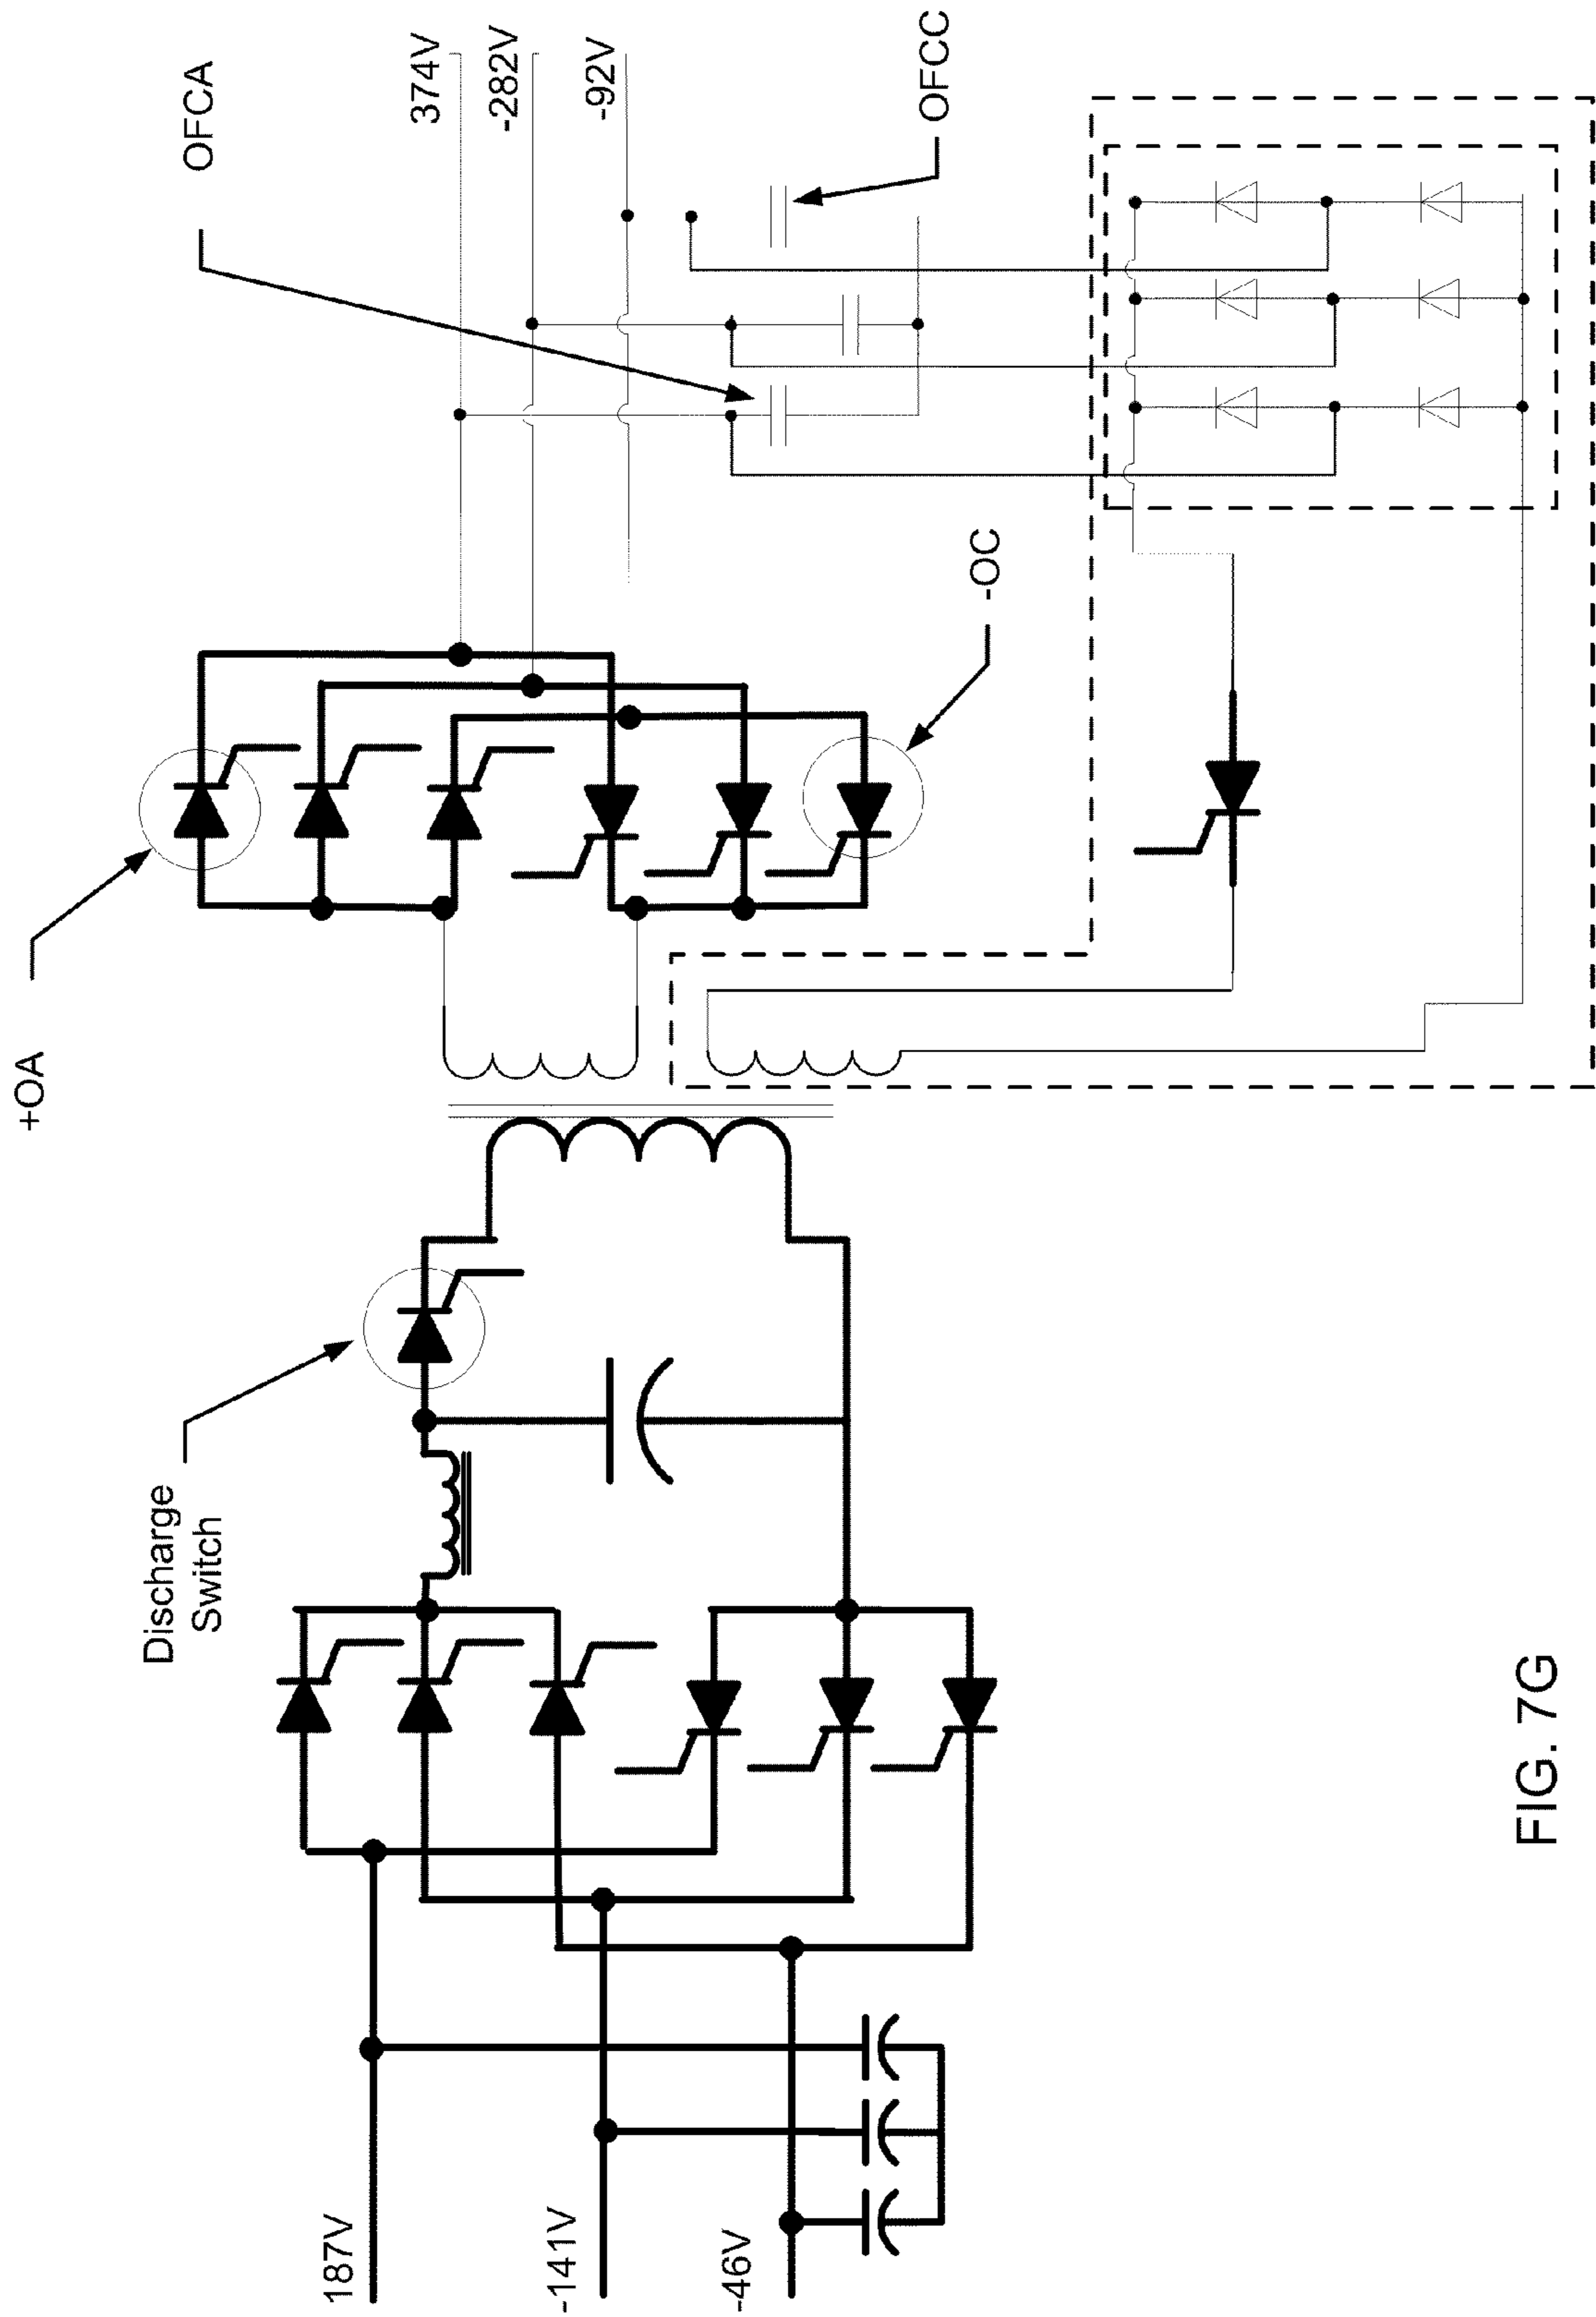 +OA
OFCA
374V
-282V
-92V
OFCC
-OC
Discharge
Switch
187V
-141V
-46V
FIG. 7G